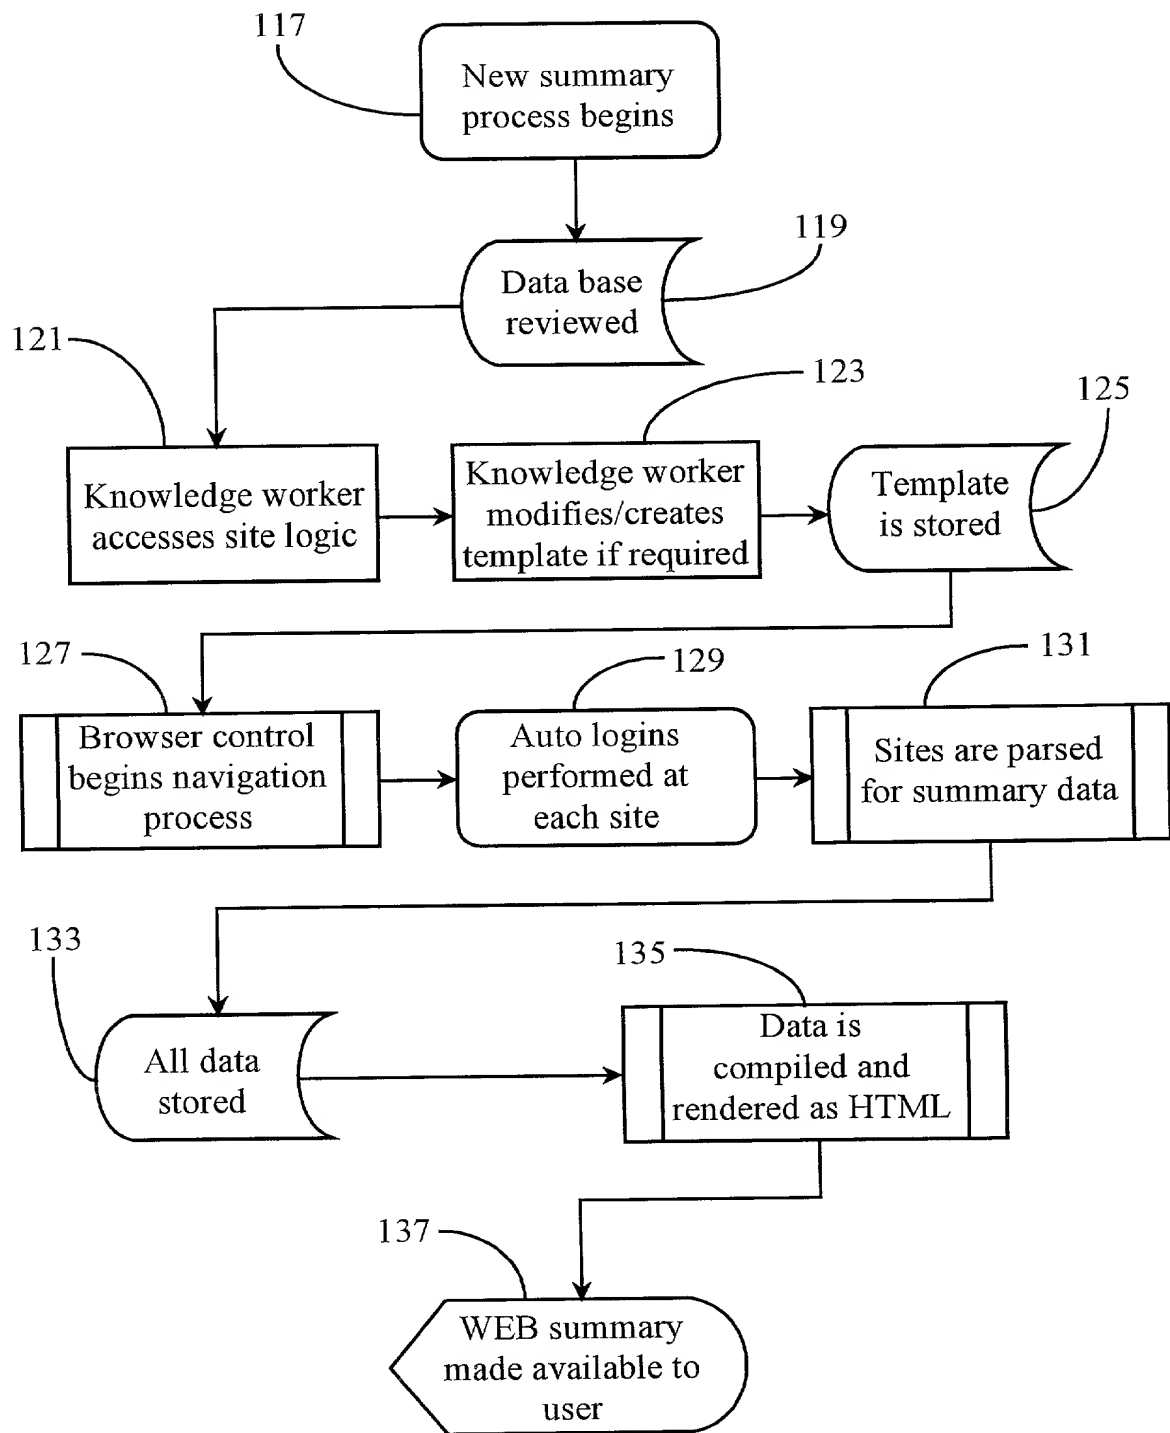 117
New summary
process begins
119
Data base
reviewed
121
123
125
Knowledge worker
accesses site logic
Knowledge worker
modifies/creates
template if required
Template
is stored
127
129
131
Browser control
begins navigation
process
Auto logins
performed at
each site
Sites are parsed
for summary data
133
135
All data
stored
Data is
compiled and
rendered as HTML
137
WEB summary
made available to
user